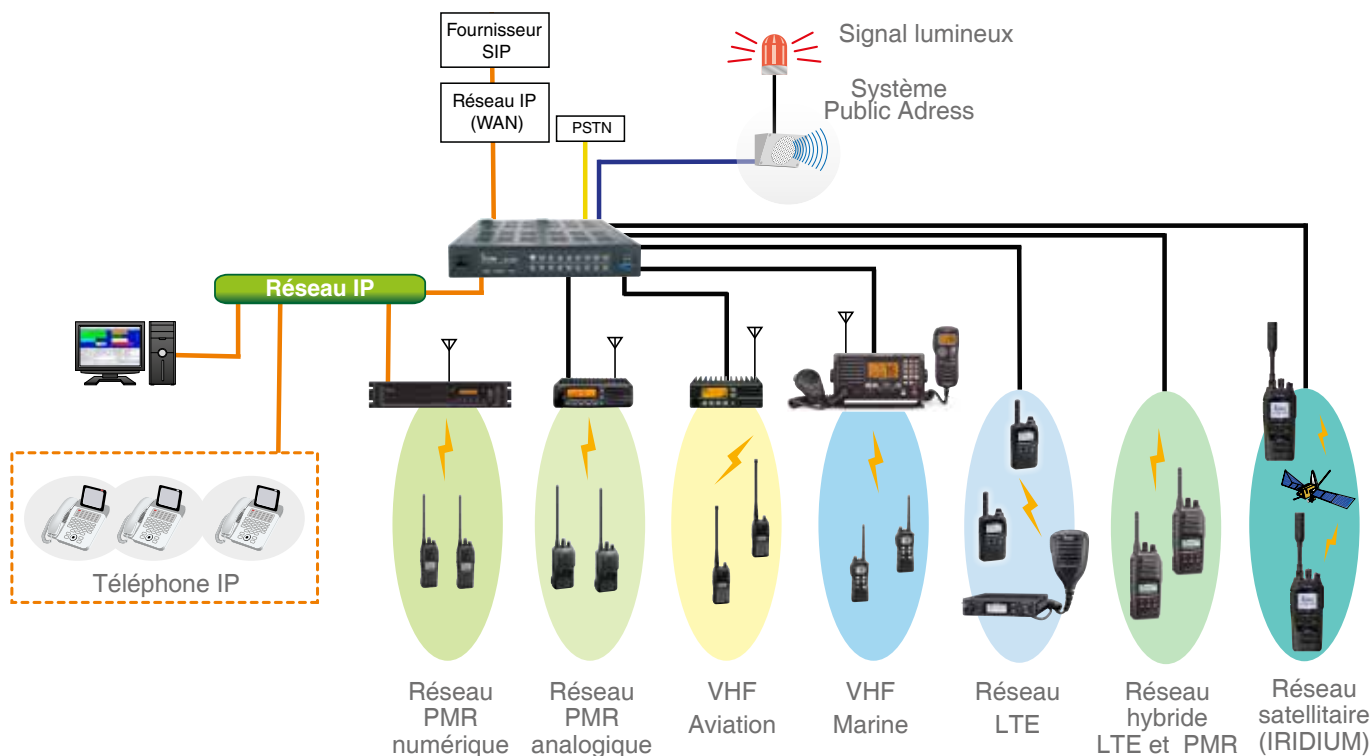 Fournisseur
SIP
Réseau IP
(WAN)
PSTN
Signal lumineux
Système
Public Adress
Réseau IP
Téléphone IP
Réseau
PMR
numérique
Réseau
PMR
analogique
VHF
Aviation
VHF
Marine
Réseau
LTE
Réseau
hybride
LTE et PMR
Réseau
satellitaire
(IRIDIUM)